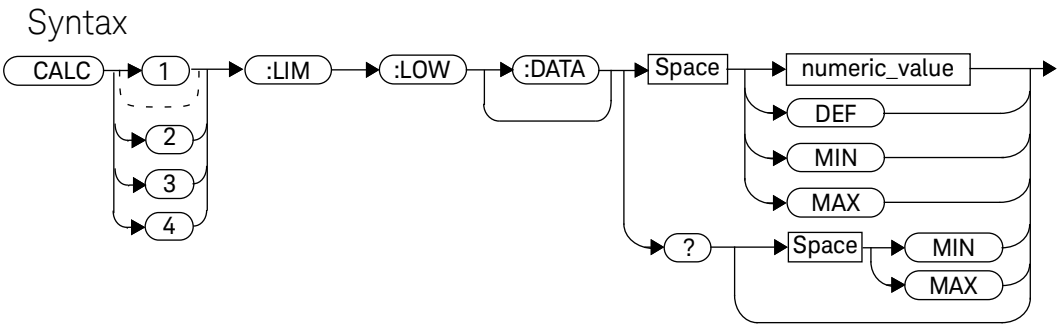 Syntax
CALC 1 :LIM :LOW :DATA Space numeric_value
DEF
2
MIN
3
MAX
4
? Space MIN
MAX